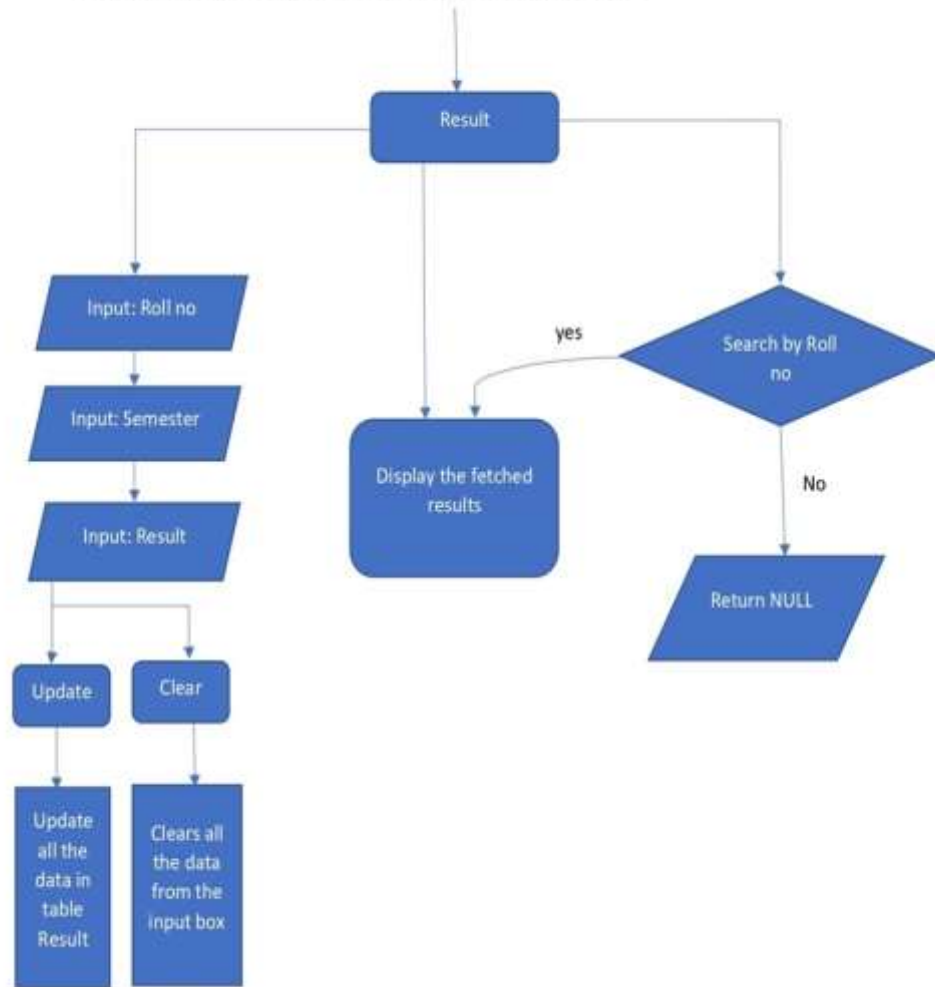 Result
Input: Roll no
yes
Search by Roll
no
Input: Semester
Display the fetched
results
No
Input: Result
Return NULL
Update
Clear
Update
all the
data in
table
Result
Clears all
the data
from the
input box